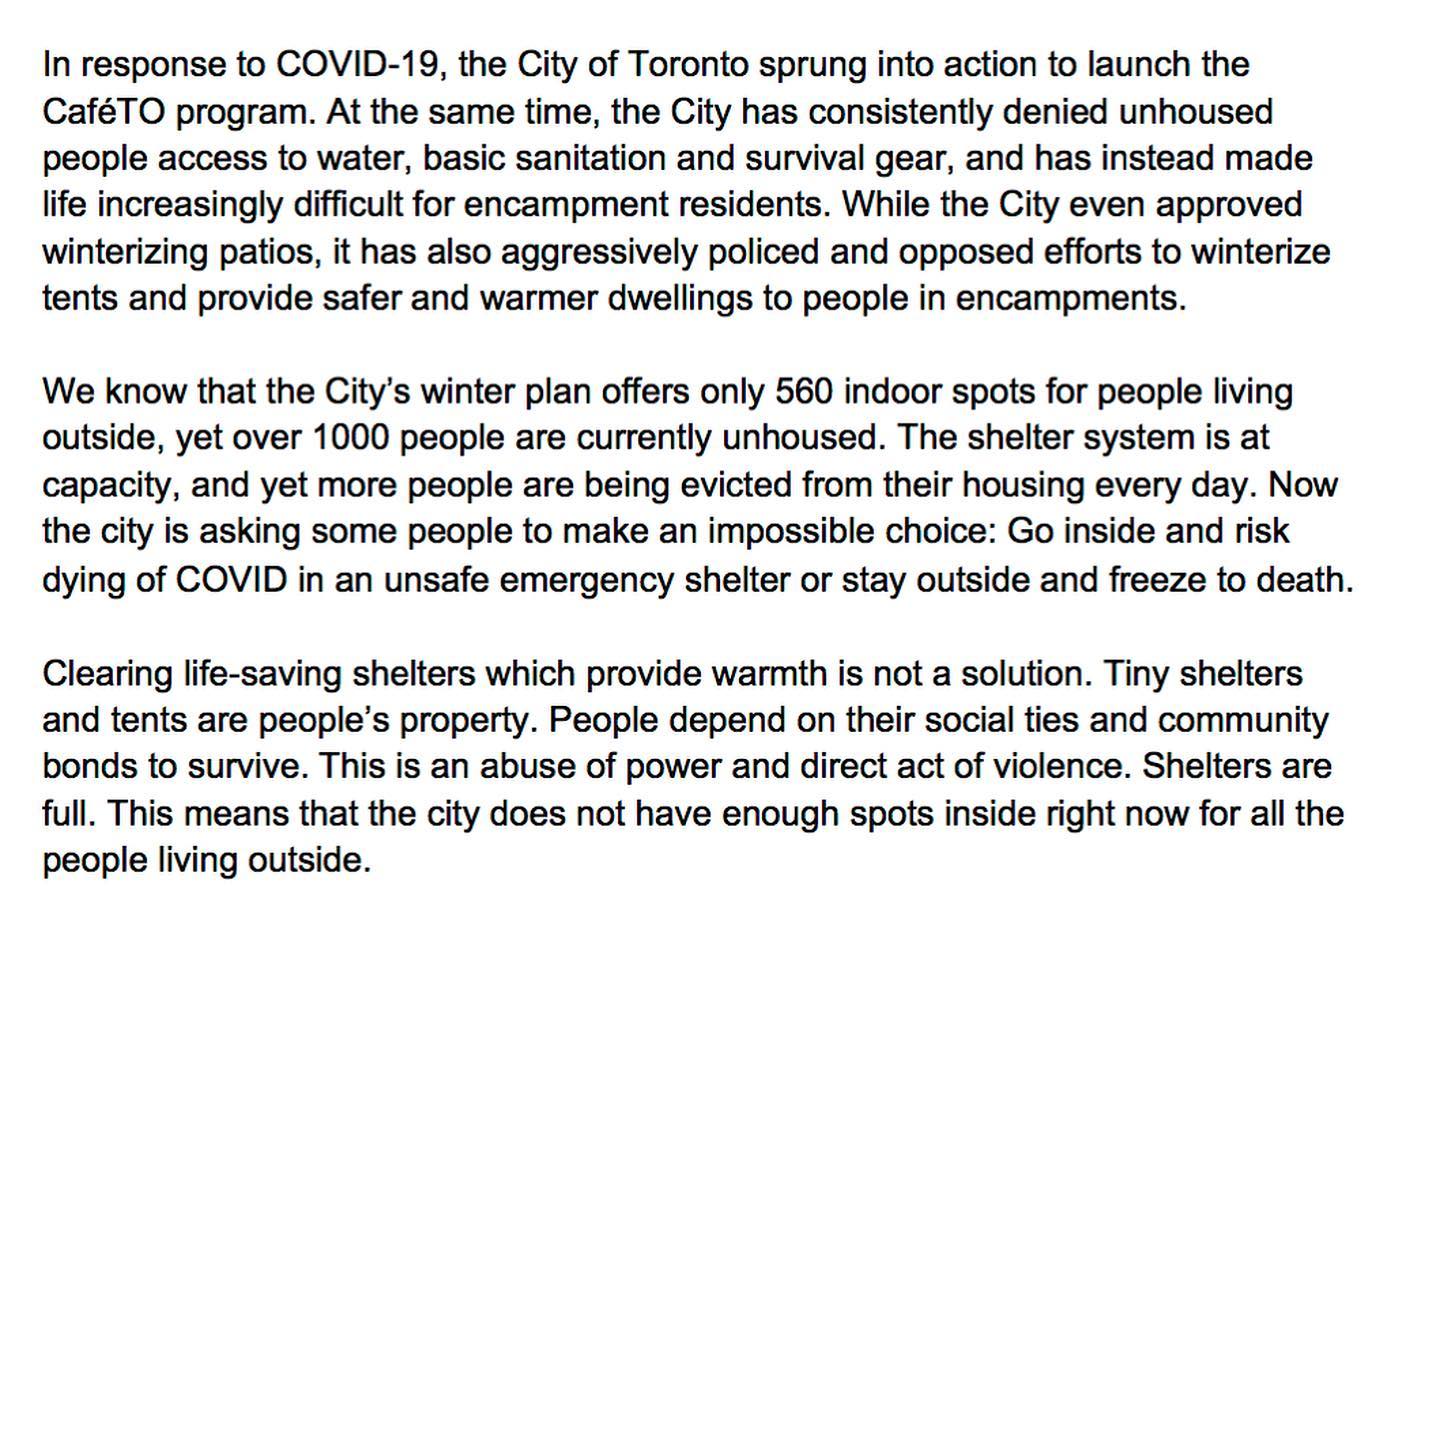 In response to COVID-19, the City of Toronto sprung into action to launch the
CaféTO program. At the same time, the City has consistently denied unhoused
people access to water, basic sanitation and survival gear, and has instead made
life increasingly difficult for encampment residents. While the City even approved
winterizing patios, it has also aggressively policed and opposed efforts to winterize
tents and provide safer and warmer dwellings to people in encampments.
We know that the City’s winter plan offers only 560 indoor spots for people living
outside, yet over 1000 people are currently unhoused. The shelter system is at
capacity, and yet more people are being evicted from their housing every day. Now
the city is asking some people to make an impossible choice: Go inside and risk
dying of COVID in an unsafe emergency shelter or stay outside and freeze to death.
Clearing life-saving shelters which provide warmth is not a solution. Tiny shelters
and tents are people’s property. People depend on their social ties and community
bonds to survive. This is an abuse of power and direct act of violence. Shelters are
full. This means that the city does not have enough spots inside right now for all the
people living outside.